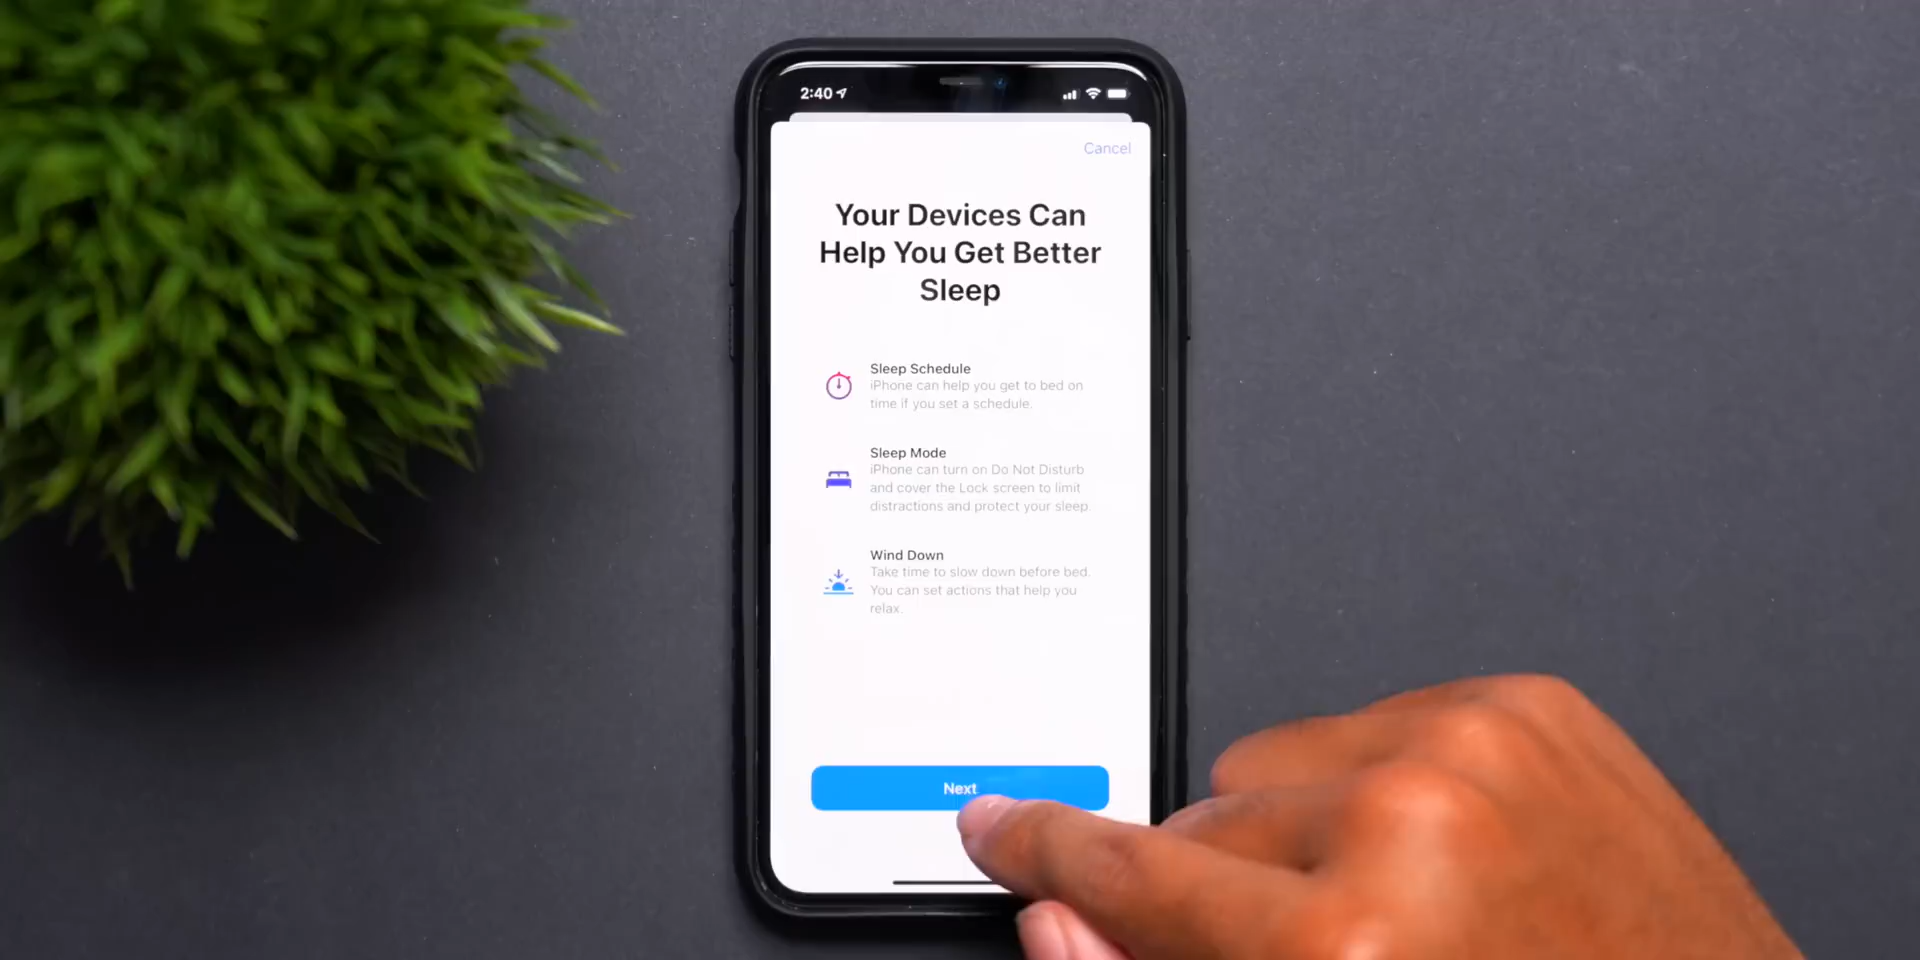 2:40
Cancel
Your Devices Can
Help You Get Better
Sleep
Sleep Schedule
iPhone can help you get to bed on
time if you set a schedule.
Sleep Mode
iPhone can turn on Do Not Disturb
and cover the Lock screen to limit
distractions and protect your sleep.
Wind Down
Take time to slow down before bed.
You can set actions that help you
relax.
Next